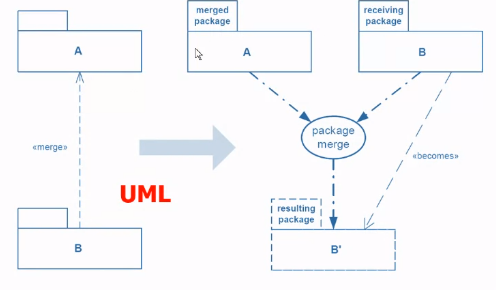 A
«merge»
B
UML
merged
package
A
receiving
package
B
package
merge
«becomes»
resulting
package
B'